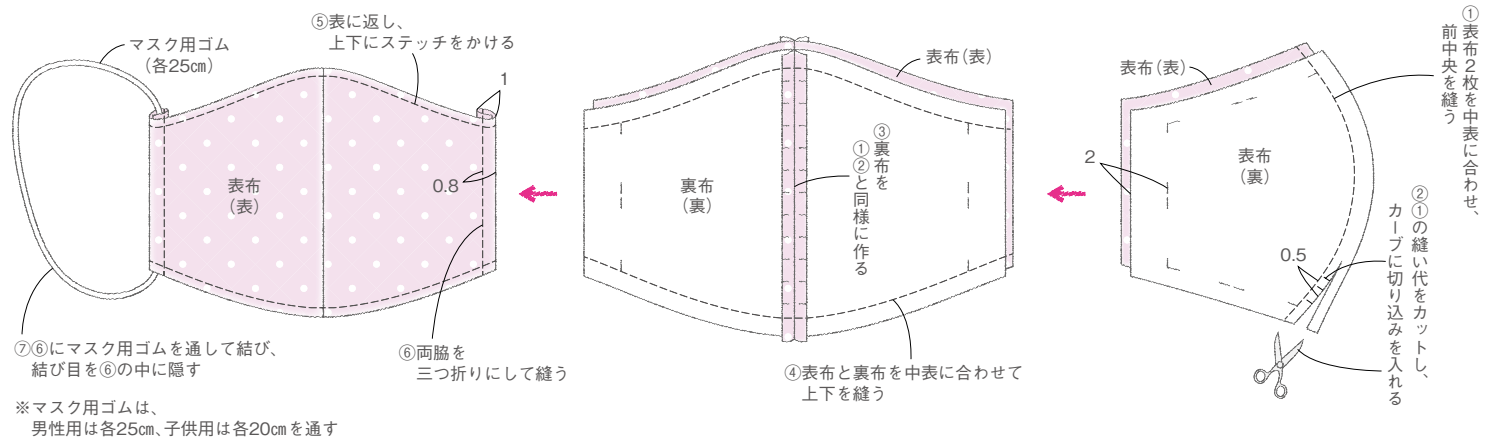 ①表布2枚を中表に合わせ、
前中央を縫う
表布(表)
表布
(裏)
2
0.5
②①の縫い代をカットし、
カーブに切り込みを入れる
表布(表)
裏布
(裏)
③裏布を
①②と同様に作る
④表布と裏布を中表に合わせて
上下を縫う
⑤表に返し、
上下にステッチをかける
マスク用ゴム
(各25㎝)
1
表布
(表)
0.8
⑥両脇を
三つ折りにして縫う
⑦⑥にマスク用ゴムを通して結び、
結び目を⑥の中に隠す
※マスク用ゴムは、
男性用は各25㎝、子供用は各20㎝を通す